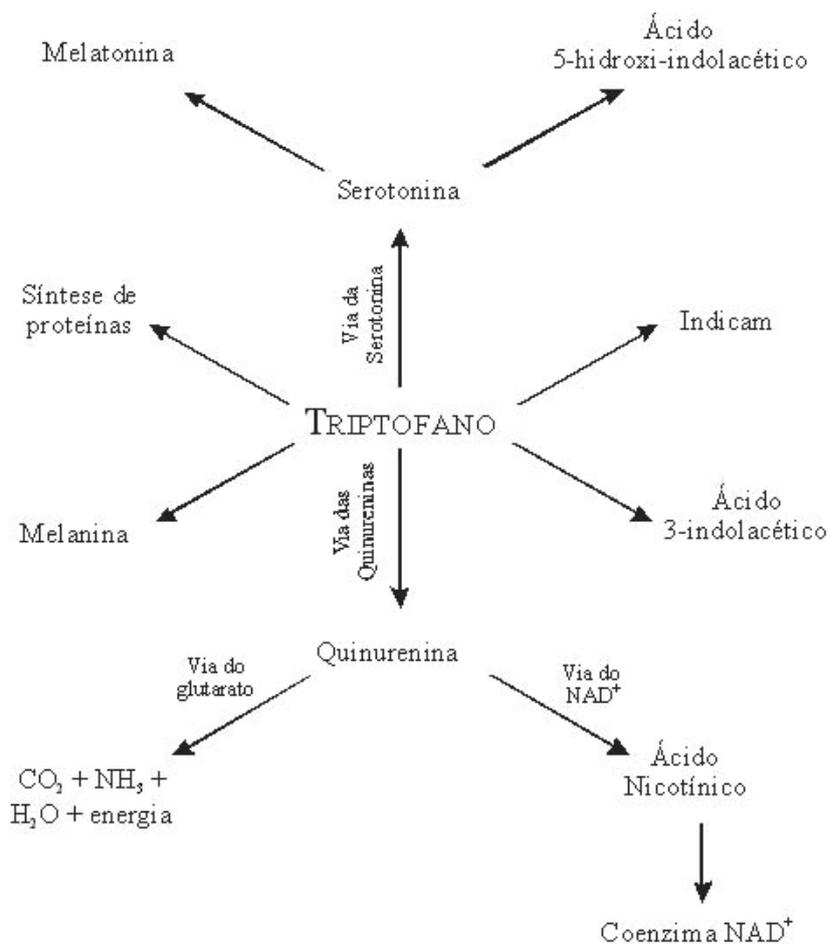 Melatonina
Ácido
5-hidroxi-indolacético
Serotonina
Síntese de
proteínas
Via da
Serotonina
Indicam
TRIPTOFANO
Melanina
Via das
Quinureninas
Ácido
3-indolacético
Quinurenina
Via do
glutarato
Via do
NAD⁺
CO₂ + NH₃ +
H₂O + energia
Ácido
Nicotínico
Coenzima NAD⁺